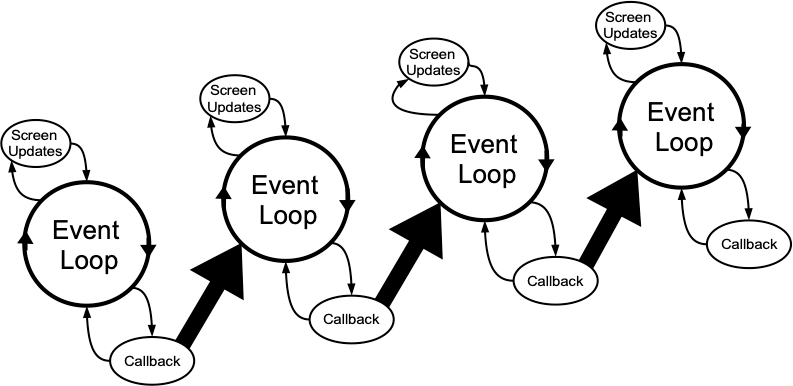 Screen
Updates
Event
Loop
Callback
Screen
Updates
Event
Loop
Callback
Screen
Updates
Event
Loop
Callback
Screen
Updates
Event
Loop
Callback